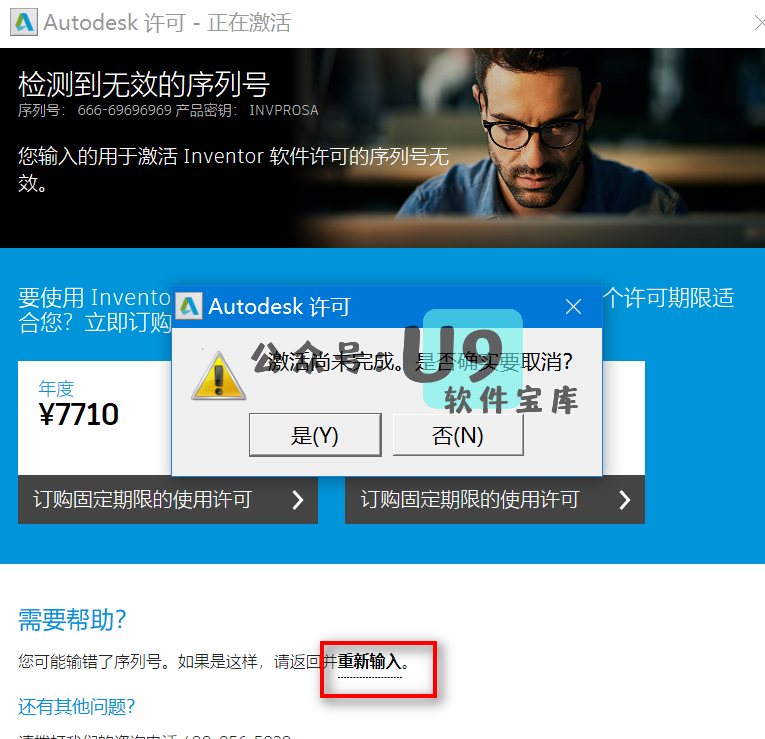 Autodesk 许可 - 正在激活
检测到无效的序列号
序列号： 666-69696969 产品密钥： INVPROSA
您输入的用于激活 Inventor 软件许可的序列号无
效。
要使用 Invento
个许可期限适
合您？立即订购
Autodesk 许可
激活尚未完成。是否确实要取消?
公众号：U9
软件宝库
是(Y)
否(N)
年度
¥7710
订购固定期限的使用许可
订购固定期限的使用许可
需要帮助?
您可能输错了序列号。如果是这样，请返回并重新输入。
还有其他问题?